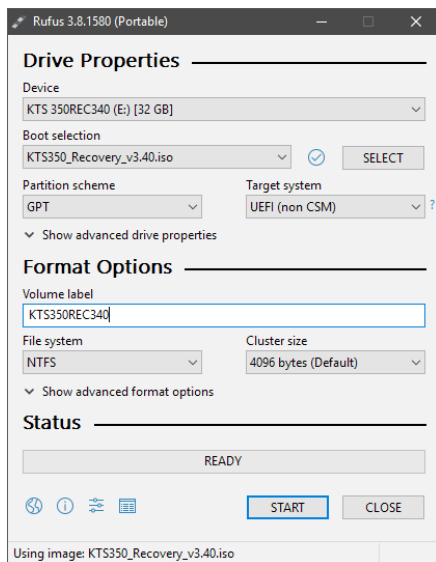 Rufus 3.8.1580 (Portable)
Drive Properties
Device
KTS 350REC340 (E:) [32 GB]
Boot selection
KTS350_Recovery_v3.40.iso
SELECT
Partition scheme
Target system
GPT
UEFI (non CSM)
?
Show advanced drive properties
Format Options
Volume label
KTS350REC340
File system
Cluster size
NTFS
4096 bytes (Default)
Show advanced format options
Status
READY
START
CLOSE
Using image: KTS350_Recovery_v3.40.iso